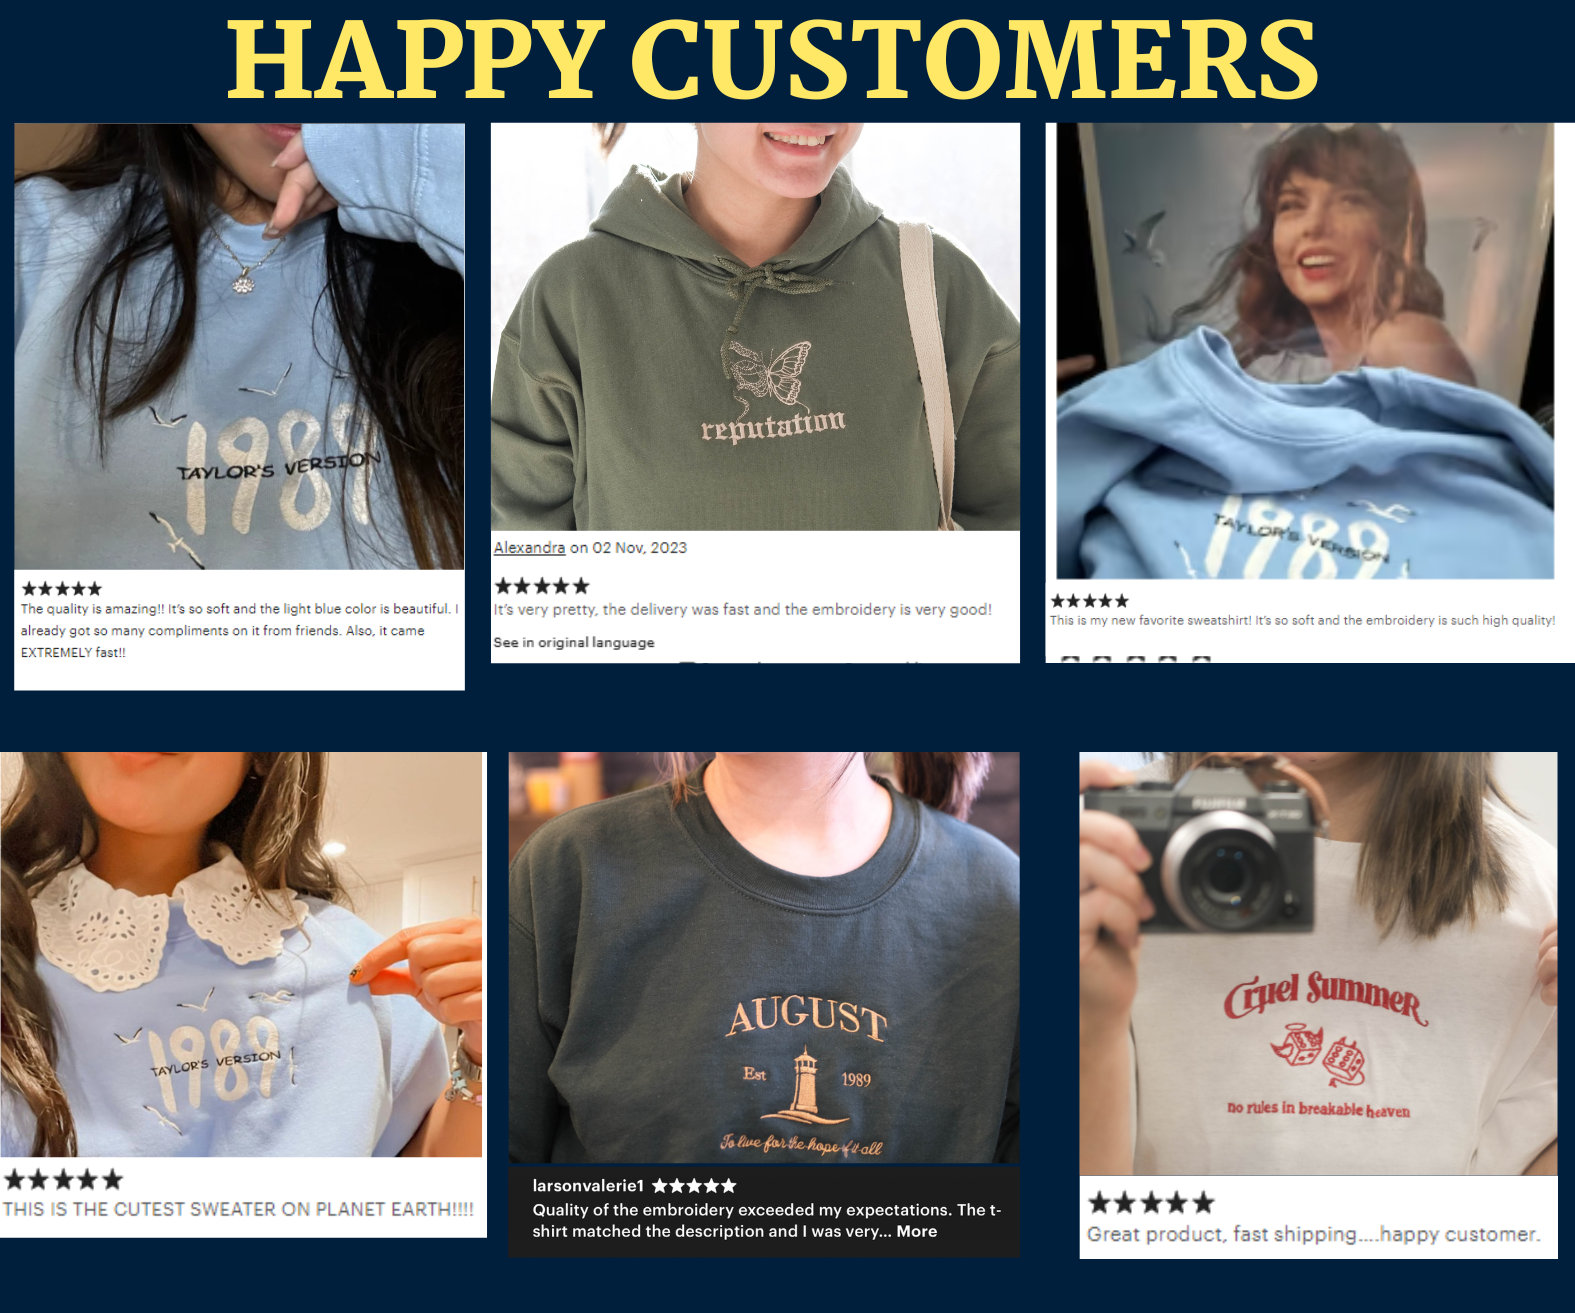 HAPPY CUSTOMERS
1989
TAYLOR'S VERSION
★★★★★
The quality is amazing!! It's so soft and the light blue color is beautiful. I
already got so many compliments on it from friends. Also, it came
EXTREMELY fast!!
reputation
Alexandra on 02 Nov, 2023
★★★★★
It's very pretty, the delivery was fast and the embroidery is very good!
See in original language
1989
TAYLOR'S VERSION
★★★★★
This is my new favorite sweatshirt! It's so soft and the embroidery is such high quality!
1989
TAYLOR'S VERSION
★★★★★
THIS IS THE CUTEST SWEATER ON PLANET EARTH!!!!
AUGUST
Est 1989
To live for the hope of it all
larsonvalerie1 ★★★★★
Quality of the embroidery exceeded my expectations. The t-
shirt matched the description and I was very... More
FUJIFILM
Cruel Summer
no rules in breakable heaven
★★★★★
Great product, fast shipping....happy customer.